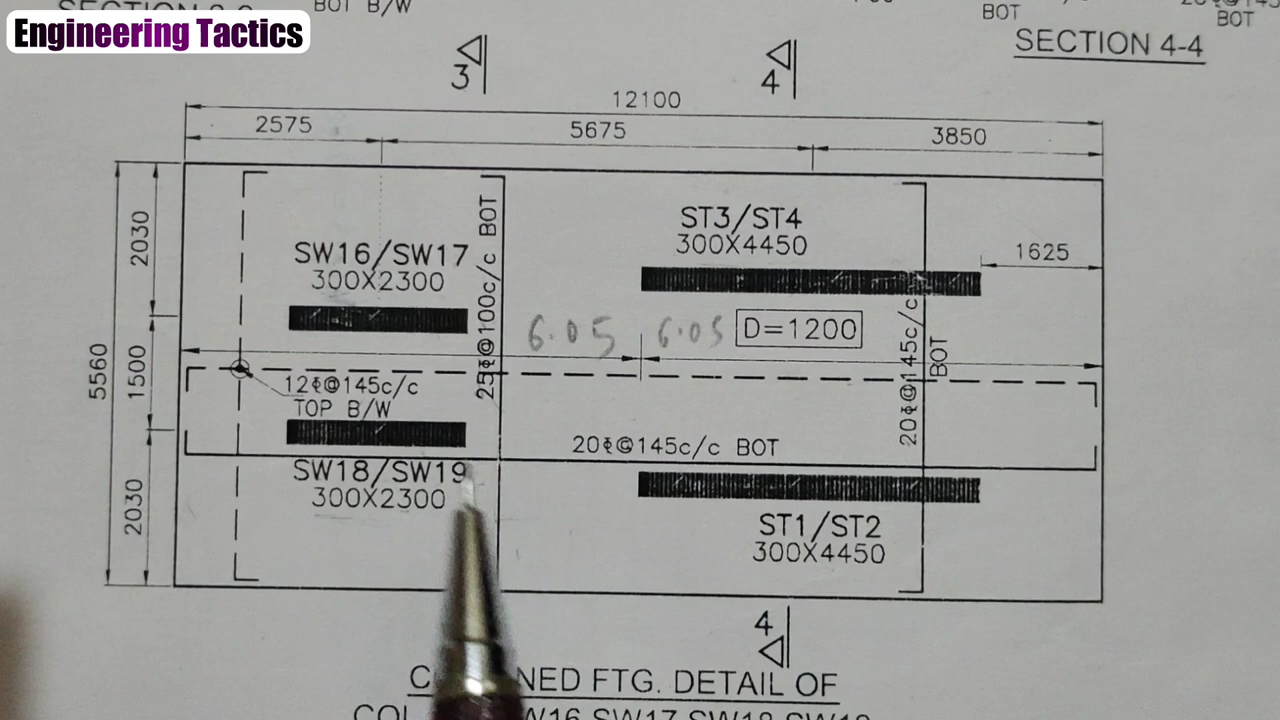 BOT B/W
BOT
BOT
Engineering Tactics
SECTION 4-4
3
4
12100
2575
5675
3850
2030
1500
2030
5560
SW16/SW17
300X2300
25Φ@100c/c BOT
ST3/ST4
300X4450
1625
6.05
6.05
D=1200
20Φ@145c/c
BOT
12Φ@145c/c
TOP B/W
20Φ@145c/c BOT
SW18/SW19
300X2300
ST1/ST2
300X4450
4
NED FTG. DETAIL OF